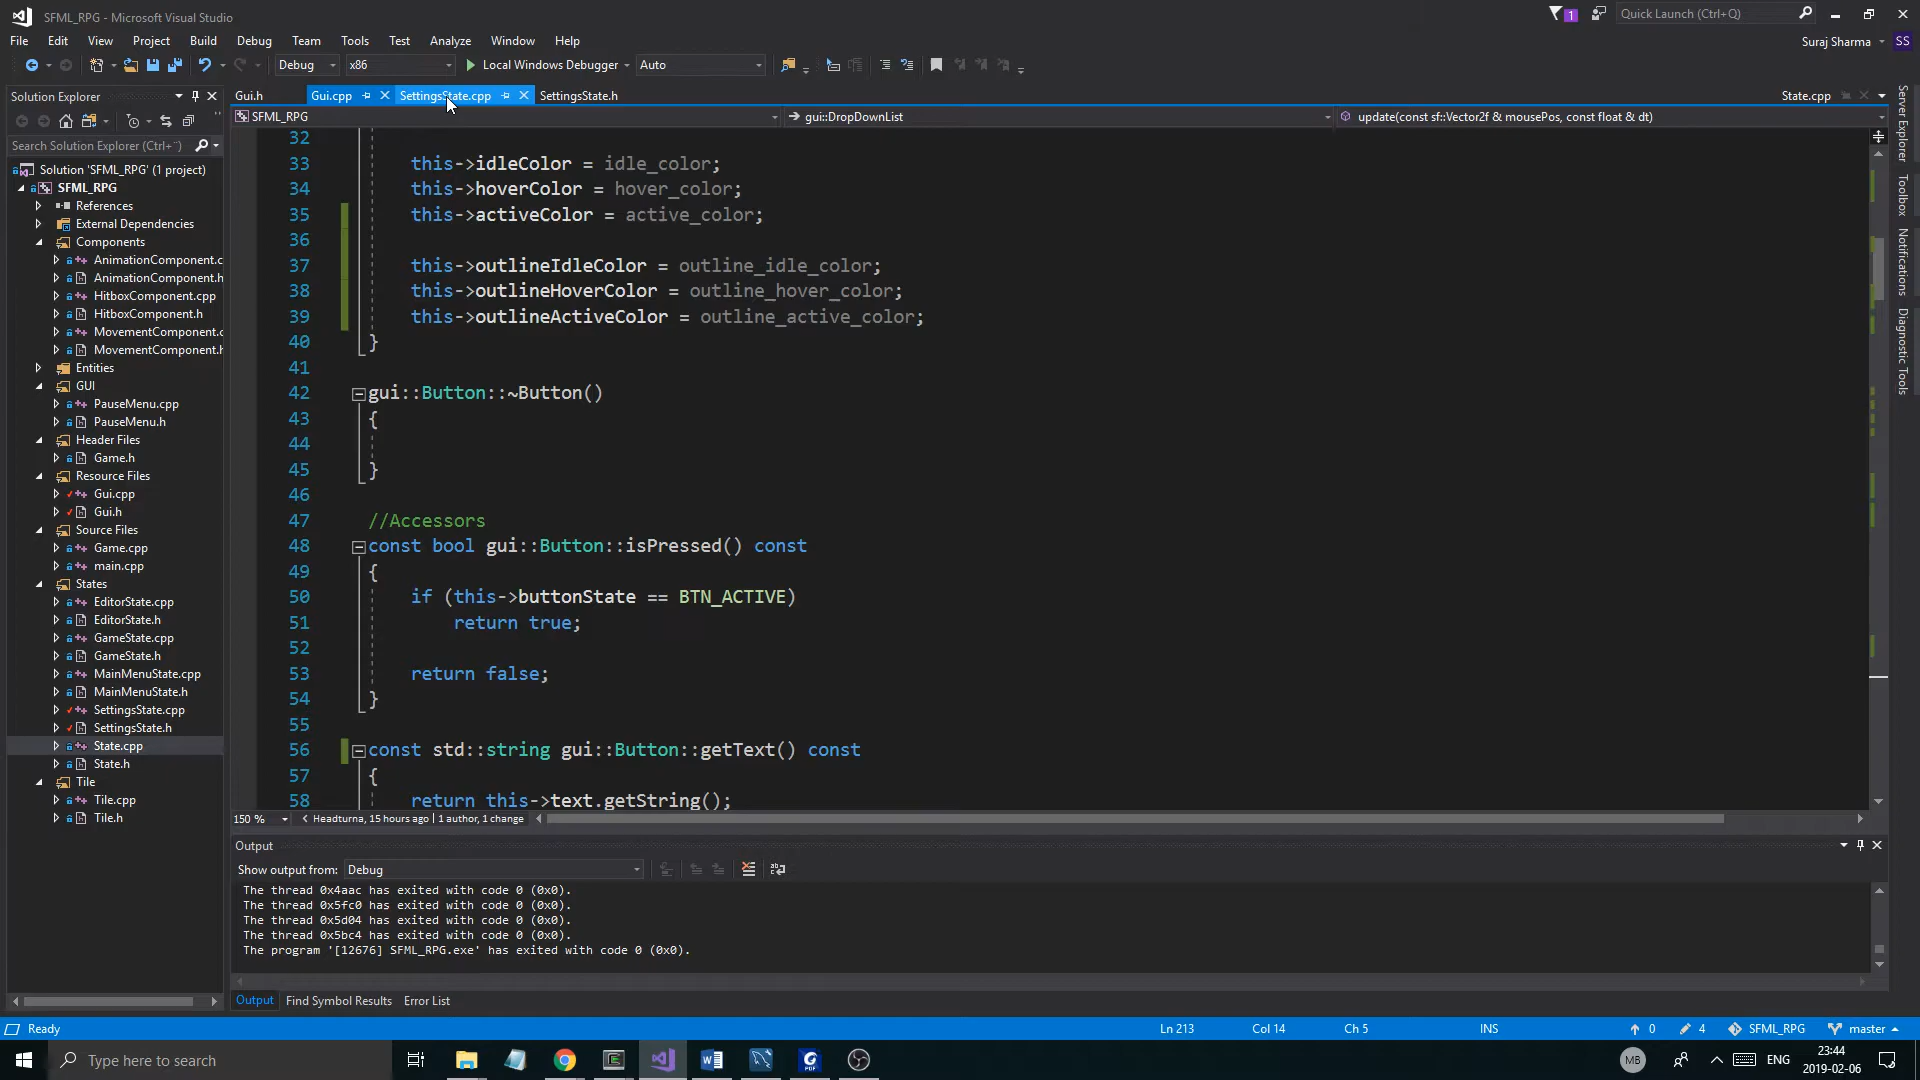 SFML_RPG - Microsoft Visual Studio
1
Quick Launch (Ctrl+Q)
File Edit View Project Build Debug Team Tools Test Analyze Window Help
Suraj Sharma SS
Debug x86 Local Windows Debugger Auto
Solution Explorer
Gui.h Gui.cpp SettingsState.cpp SettingsState.h State.cpp
SFML_RPG gui::DropDownList update(const sf::Vector2f & mousePos, const float & dt)
Search Solution Explorer (Ctrl+¨)
Solution 'SFML_RPG' (1 project)
SFML_RPG
References
External Dependencies
Components
AnimationComponent.c
AnimationComponent.h
HitboxComponent.cpp
HitboxComponent.h
MovementComponent.c
MovementComponent.h
Entities
GUI
PauseMenu.cpp
PauseMenu.h
Header Files
Game.h
Resource Files
Gui.cpp
Gui.h
Source Files
Game.cpp
main.cpp
States
EditorState.cpp
EditorState.h
GameState.cpp
GameState.h
MainMenuState.cpp
MainMenuState.h
SettingsState.cpp
SettingsState.h
State.cpp
State.h
Tile
Tile.cpp
Tile.h
32
33 this->idleColor = idle_color;
34 this->hoverColor = hover_color;
35 this->activeColor = active_color;
36
37 this->outlineIdleColor = outline_idle_color;
38 this->outlineHoverColor = outline_hover_color;
39 this->outlineActiveColor = outline_active_color;
40 }
41
42 gui::Button::~Button()
43 {
44
45 }
46
47 //Accessors
48 const bool gui::Button::isPressed() const
49 {
50 if (this->buttonState == BTN_ACTIVE)
51 return true;
52
53 return false;
54 }
55
56 const std::string gui::Button::getText() const
57 {
58 return this->text.getString();
150 % Headturna, 15 hours ago | 1 author, 1 change
Server Explorer
Toolbox
Notifications
Diagnostic Tools
Output
Show output from: Debug
The thread 0x4aac has exited with code 0 (0x0).
The thread 0x5fc0 has exited with code 0 (0x0).
The thread 0x5d04 has exited with code 0 (0x0).
The thread 0x5bc4 has exited with code 0 (0x0).
The program '[12676] SFML_RPG.exe' has exited with code 0 (0x0).
Output Find Symbol Results Error List
Ready Ln 213 Col 14 Ch 5 INS 0 4 SFML_RPG master
Type here to search
MB ENG 23:44
2019-02-06